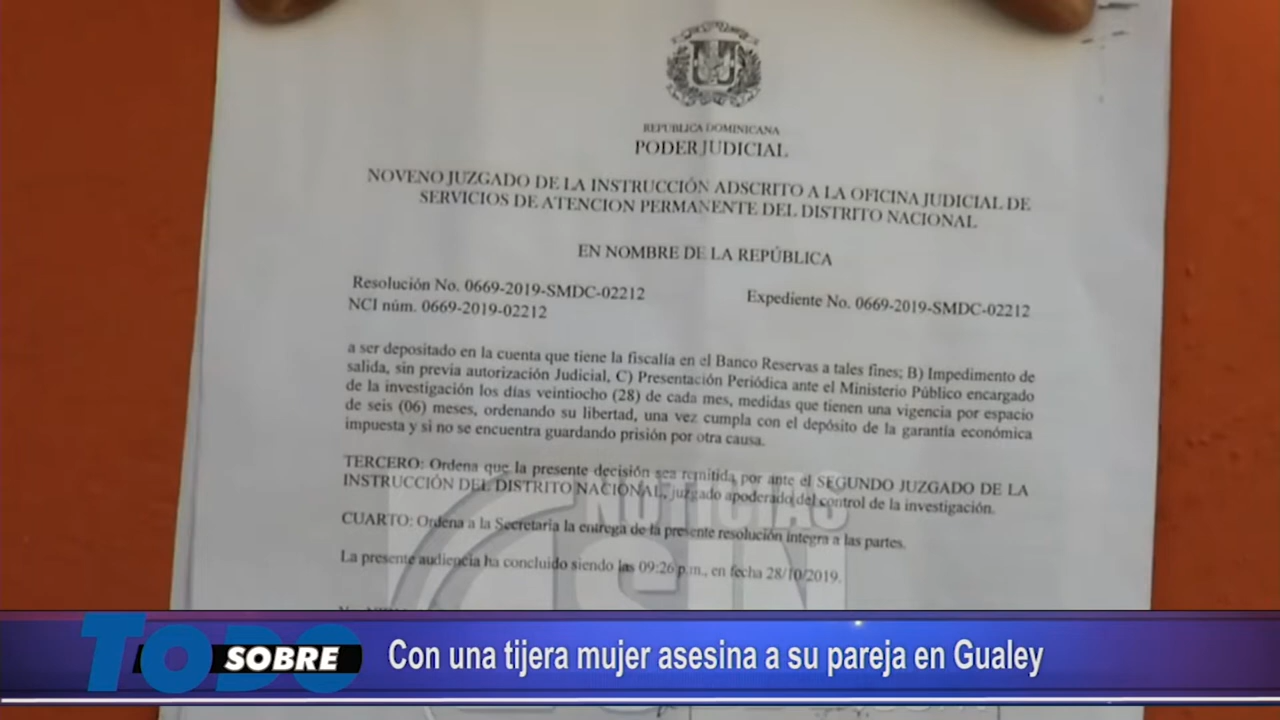 REPUBLICA DOMINICANA
PODER JUDICIAL
NOVENO JUZGADO DE LA INSTRUCCIÓN ADSCRITO A LA OFICINA JUDICIAL DE
SERVICIOS DE ATENCION PERMANENTE DEL DISTRITO NACIONAL
EN NOMBRE DE LA REPÚBLICA
Resolución No. 0669-2019-SMDC-02212 Expediente No. 0669-2019-SMDC-02212
NCI núm. 0669-2019-02212
a ser depositado en la cuenta que tiene la fiscalía en el Banco Reservas a tales fines; B) Impedimento de
salida, sin previa autorización Judicial, C) Presentación Periódica ante el Ministerio Público encargado
de la investigación los días veintiocho (28) de cada mes, medidas que tienen una vigencia por espacio
de seis (06) meses, ordenando su libertad, una vez cumpla con el depósito de la garantía económica
impuesta y si no se encuentra guardando prisión por otra causa.
TERCERO: Ordena que la presente decisión sea remitida por ante el SEGUNDO JUZGADO DE LA
INSTRUCCIÓN DEL DISTRITO NACIONAL, juzgado apoderado del control de la investigación.
CUARTO: Ordena a la Secretaria la entrega de la presente resolución integra a las partes.
La presente audiencia ha concluido siendo las 09:26 p.m., en fecha 28/10/2019.
NOTICIAS
SIN
TODO SOBRE Con una tijera mujer asesina a su pareja en Gualey